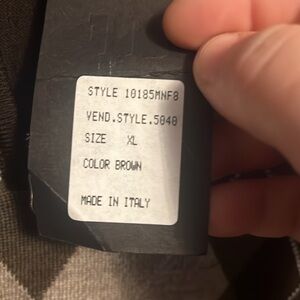 STYLE 10185MNF8
VEND.STYLE.5040
SIZE XL
COLOR BROWN
MADE IN ITALY